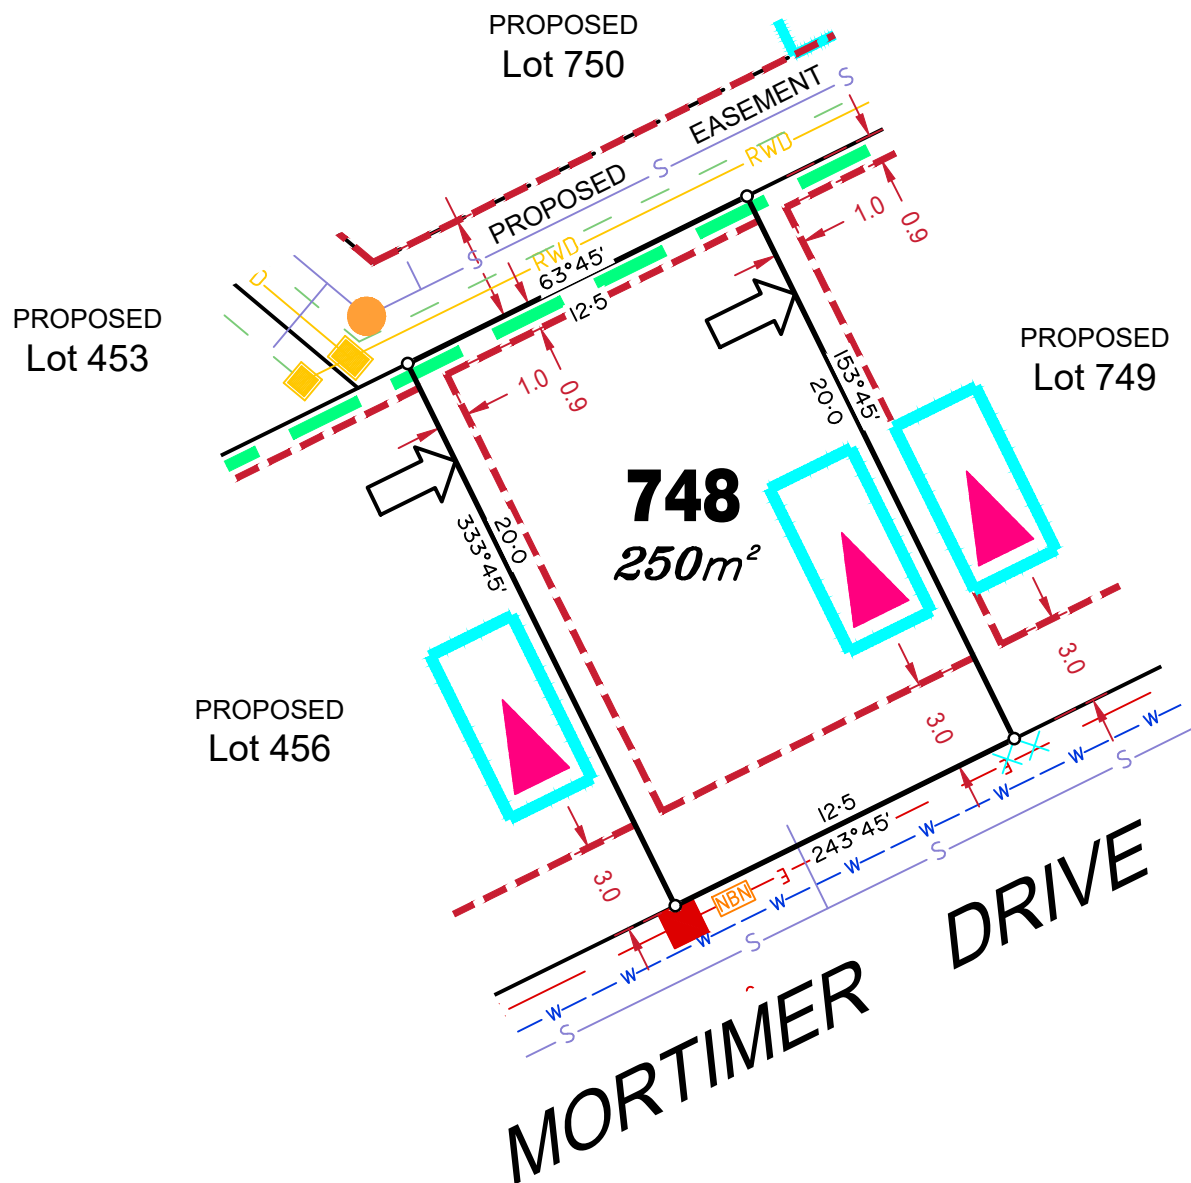 PROPOSED
Lot 750
PROPOSED EASEMENT
S
S
S
RWD
RWD
D
63°45'
12·5
1.0
0.9
1.0
0.9
PROPOSED
Lot 453
PROPOSED
Lot 749
153°45'
20·0
748
250m²
20·0
333°45'
PROPOSED
Lot 456
3.0
3.0
3.0
12·5
243°45'
E
E
NBN
W
W
W
W
W
W
W
W
W
S
S
S
S
MORTIMER DRIVE